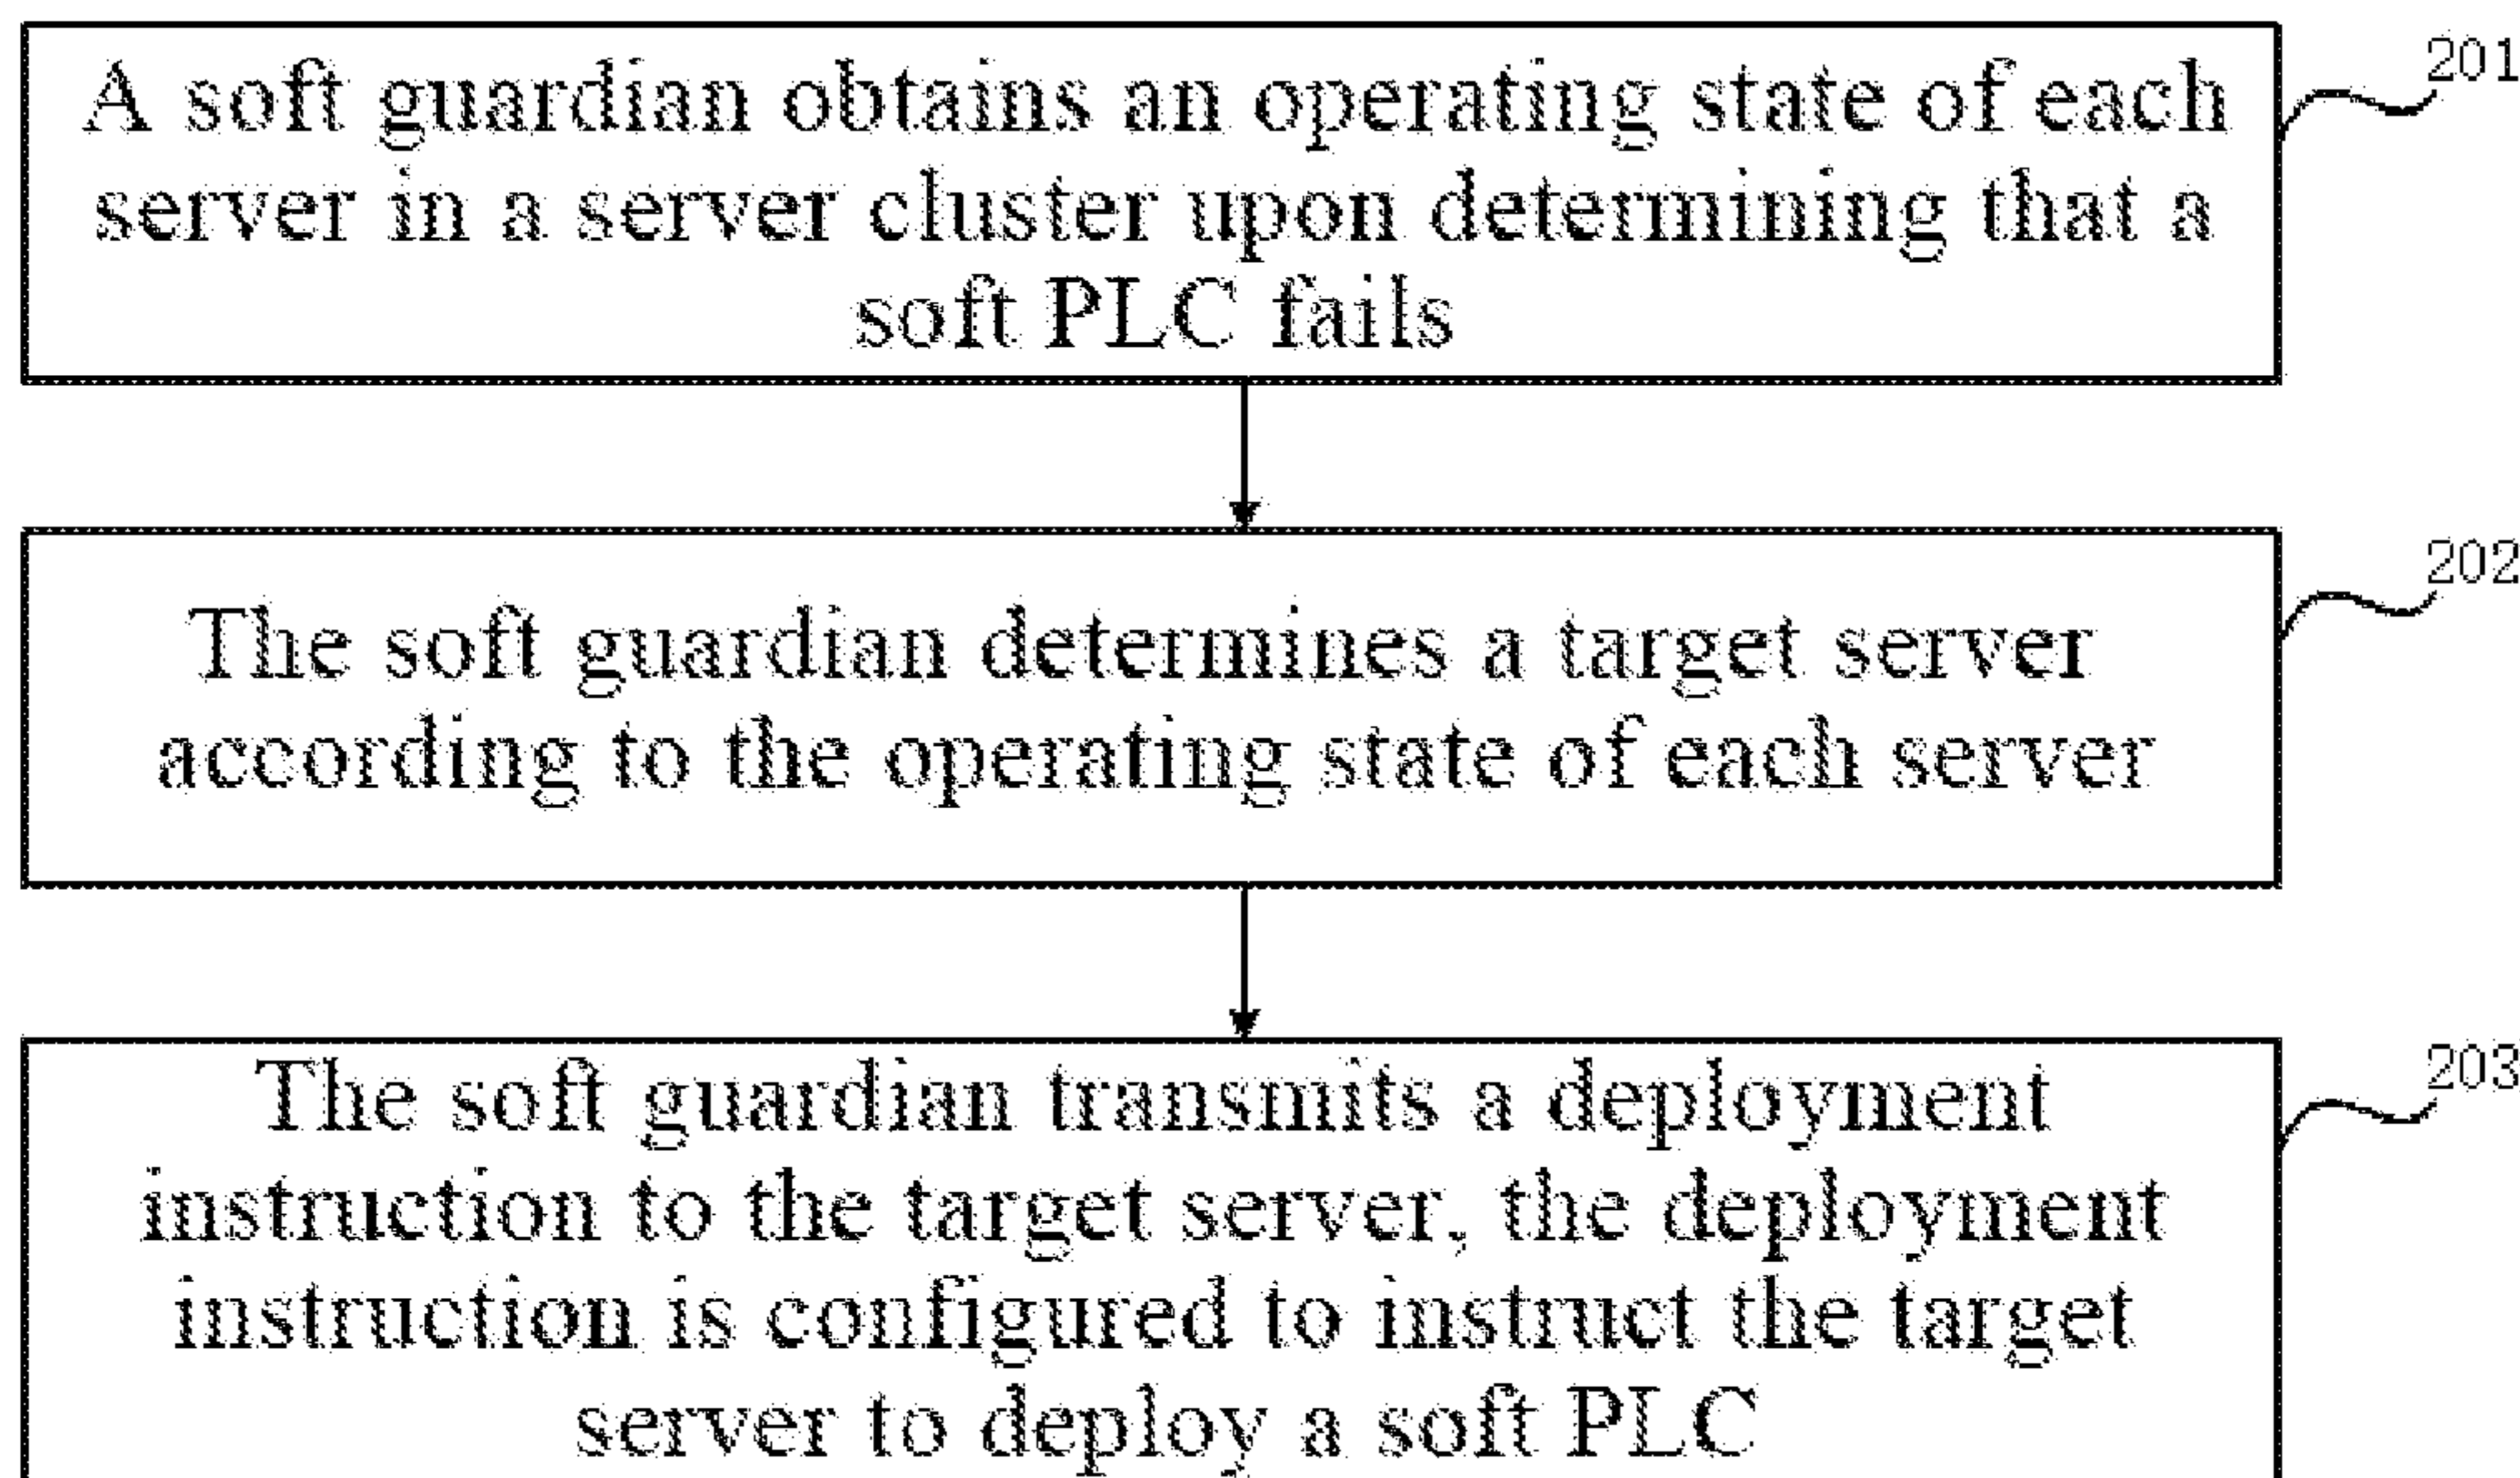 A soft guardian obtains an operating state of each
server in a server cluster upon determining that a
soft PLC fails
201
The soft guardian determines a target server
according to the operating state of each server
202
The soft guardian transmits a deployment
instruction to the target server, the deployment
instruction is configured to instruct the target
server to deploy a soft PLC
203